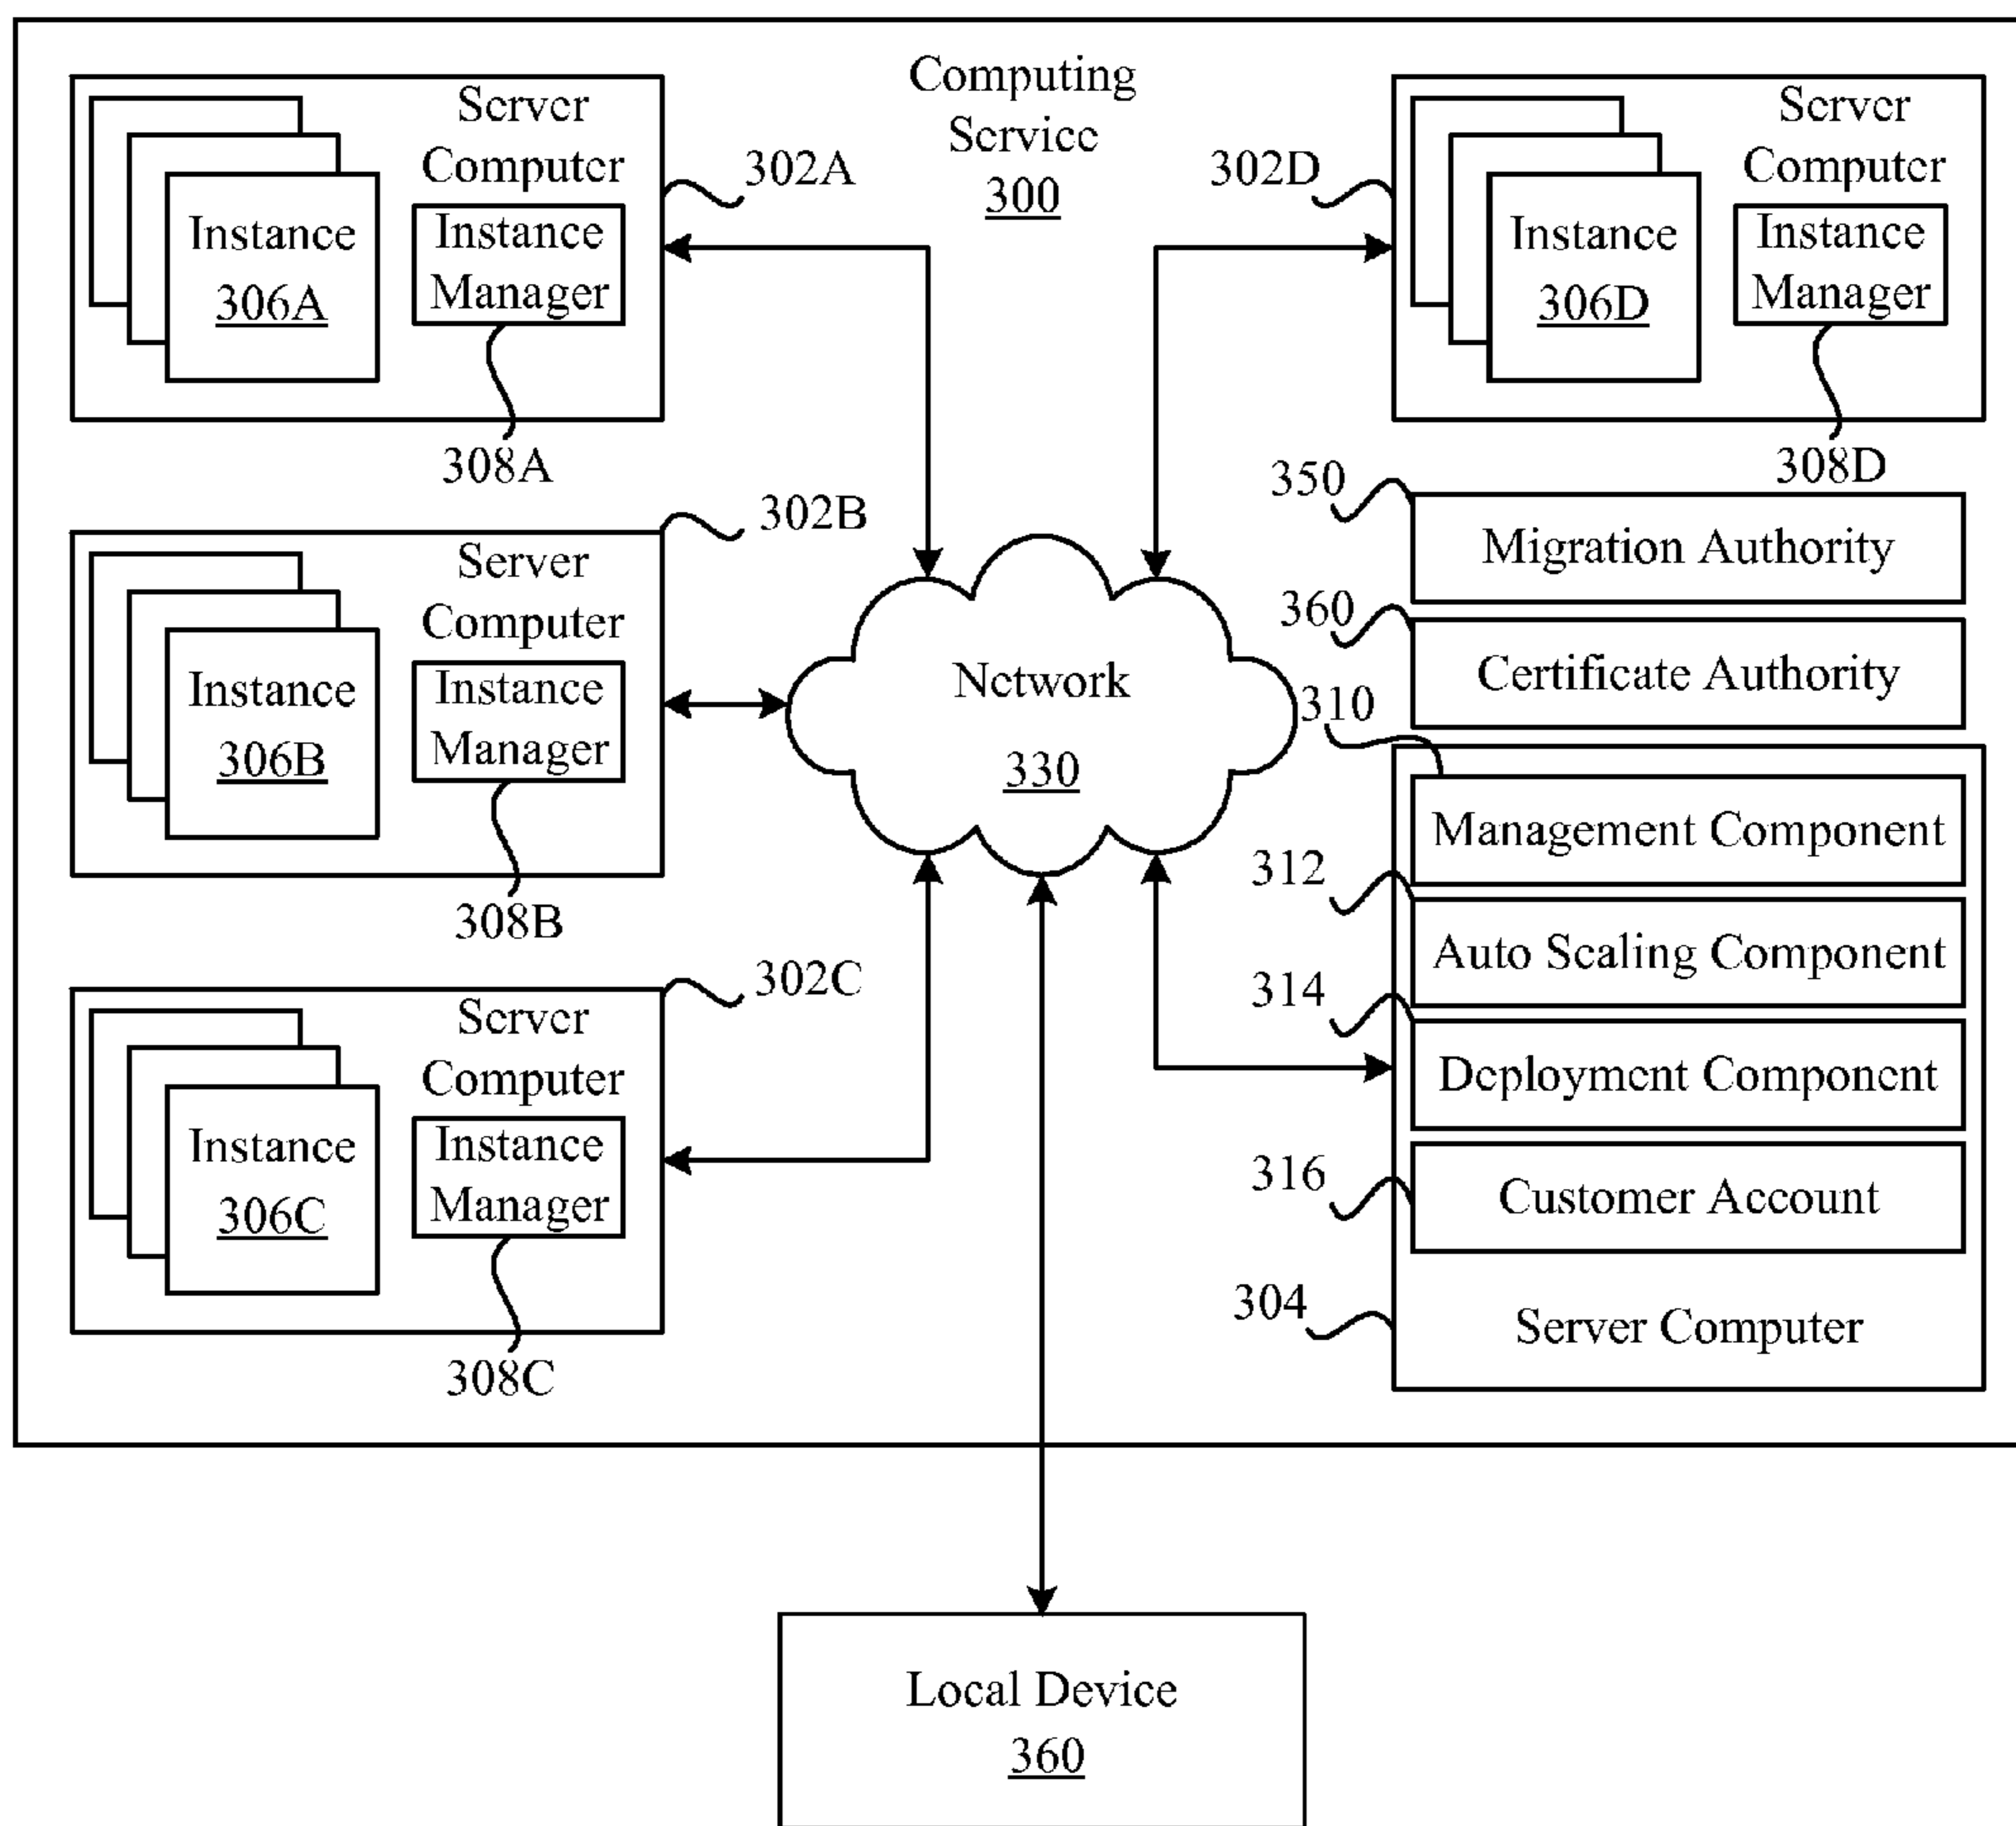 Computing
Service
300
Server
Computer
302A
Instance
306A
Instance
Manager
308A
Server
Computer
302B
Instance
306B
Instance
Manager
308B
Server
Computer
302C
Instance
306C
Instance
Manager
308C
Network
330
302D
Server
Computer
Instance
306D
Instance
Manager
308D
350
Migration Authority
360
Certificate Authority
310
Management Component
312
Auto Scaling Component
314
Deployment Component
316
Customer Account
304
Server Computer
Local Device
360